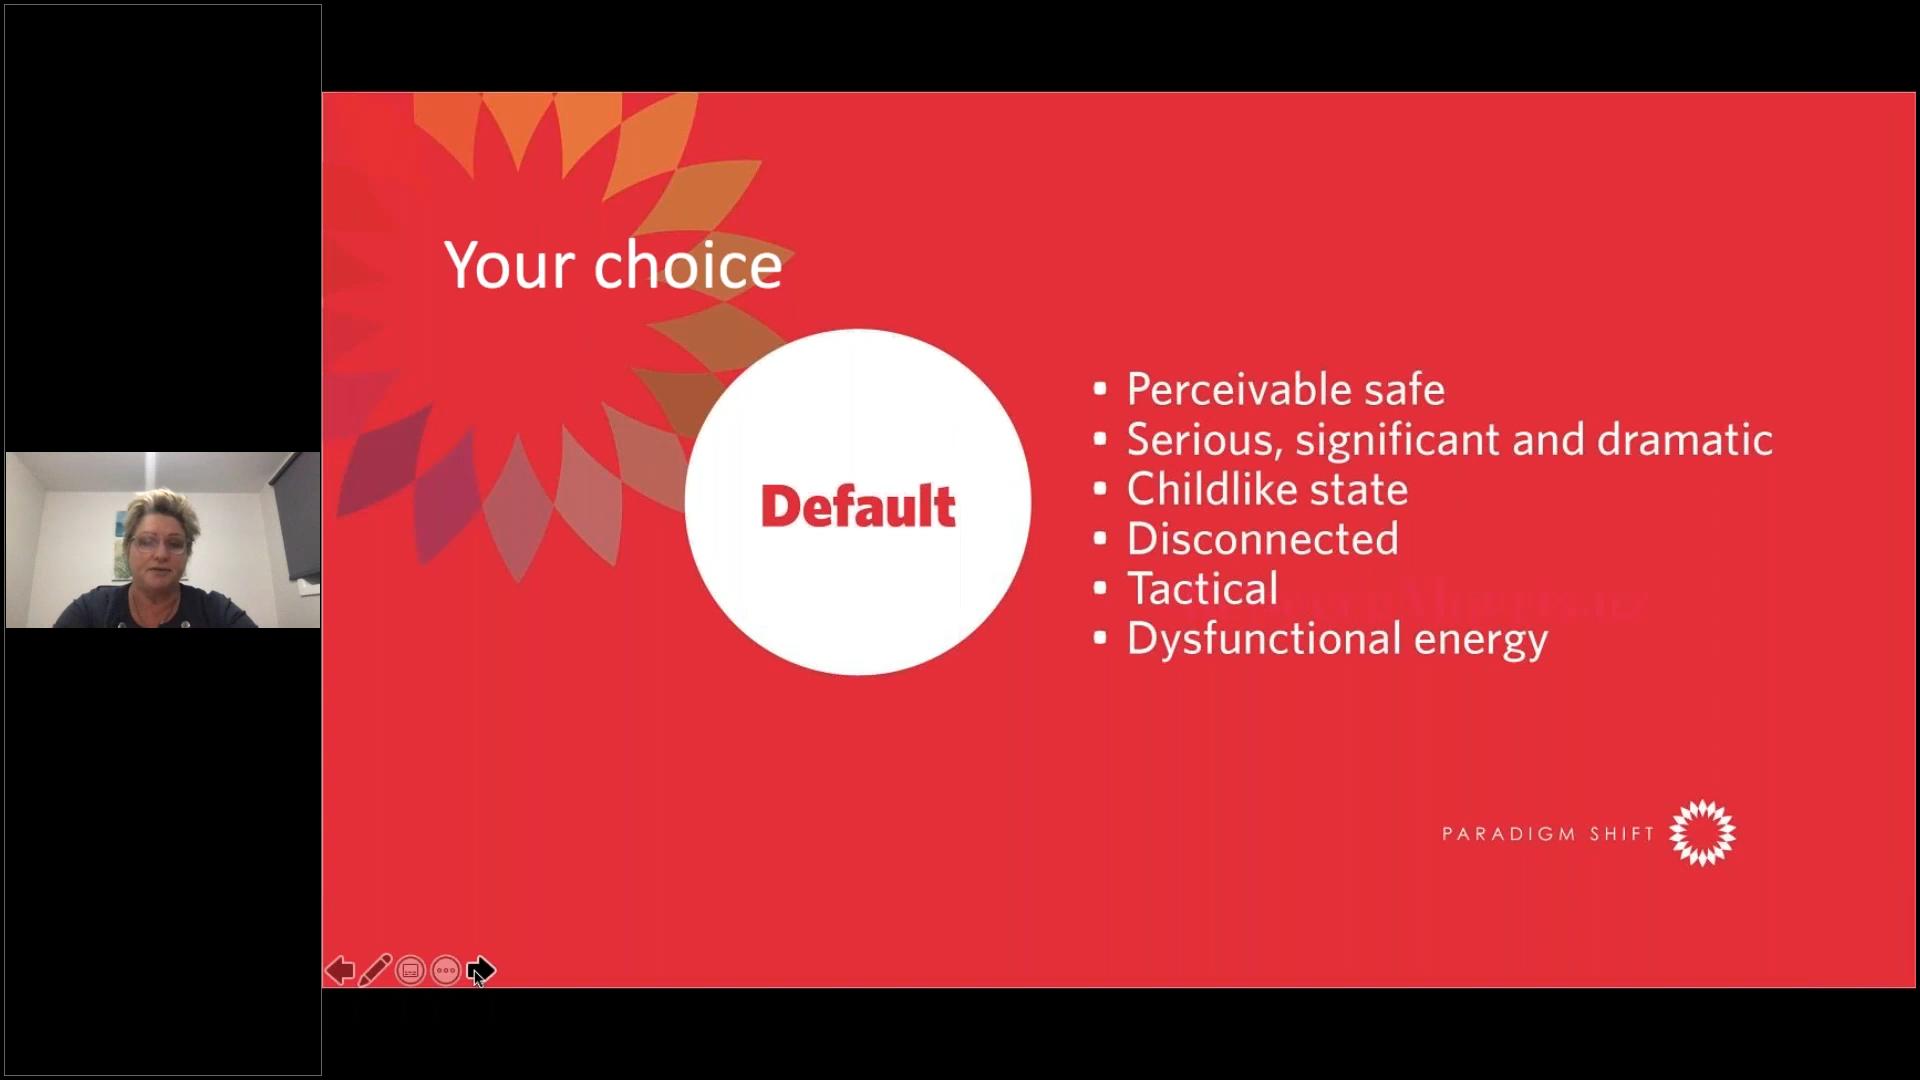 Your choice
Default
• Perceivable safe
• Serious, significant and dramatic
• Childlike state
• Disconnected
• Tactical
• Dysfunctional energy
PARADIGM SHIFT